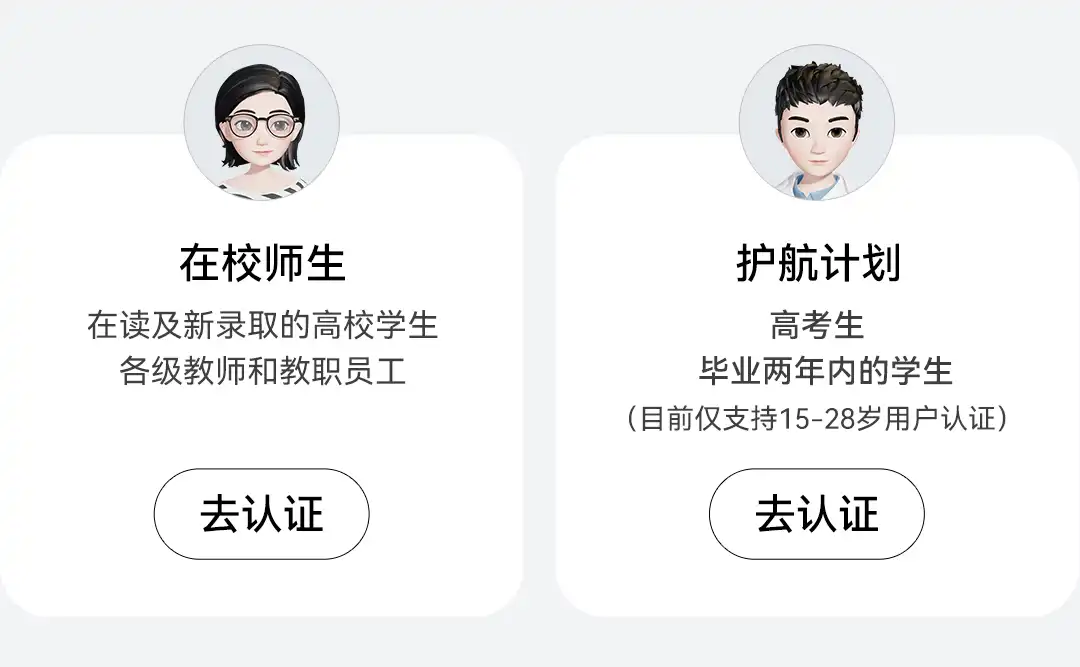 在校师生
在读及新录取的高校学生
各级教师和教职员工
去认证
护航计划
高考生
毕业两年内的学生
（目前仅支持15-28岁用户认证）
去认证